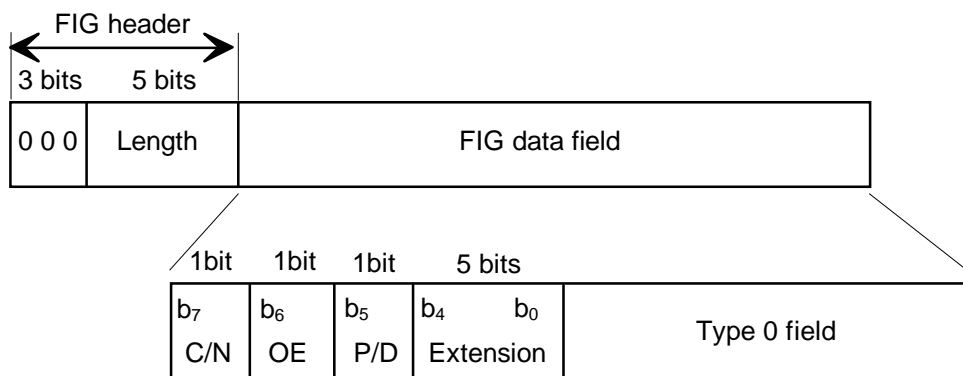 FIG header
3 bits 5 bits
0 0 0 Length FIG data field
1bit 1bit 1bit 5 bits
b7 b6 b5 b4 b0
C/N OE P/D Extension Type 0 field